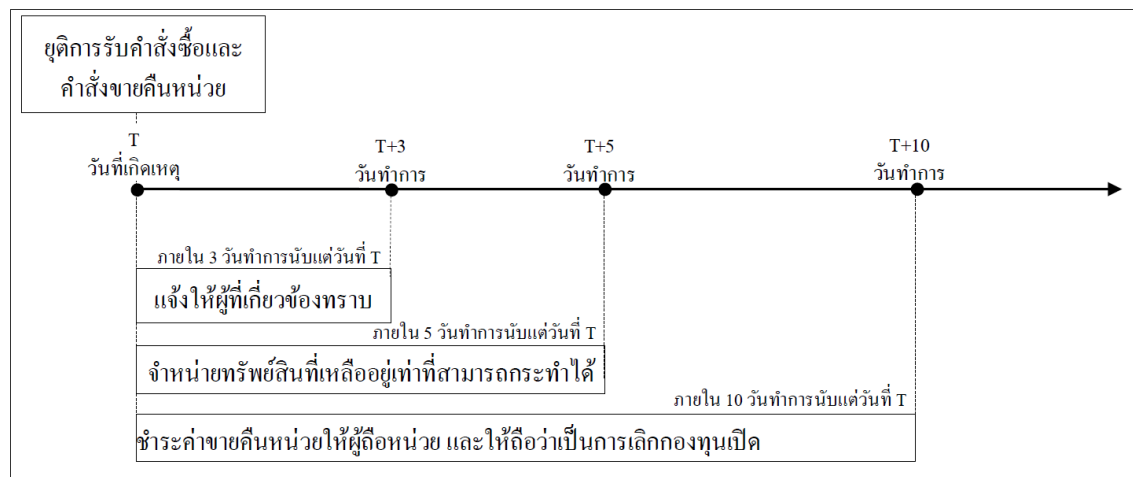 ยุติการรับคำสั่งซื้อและ
คำสั่งขายคืนหน่วย
T
วันที่เกิดเหตุ
T+3
วันทำการ
T+5
วันทำการ
T+10
วันทำการ
ภายใน 3 วันทำการนับแต่วันที่ T
แจ้งให้ผู้ที่เกี่ยวข้องทราบ
ภายใน 5 วันทำการนับแต่วันที่ T
จำหน่ายทรัพย์สินที่เหลืออยู่เท่าที่สามารถกระทำได้
ภายใน 10 วันทำการนับแต่วันที่ T
ชำระค่าขายคืนหน่วยให้ผู้ถือหน่วย และให้ถือว่าเป็นการเลิกกองทุนเปิด